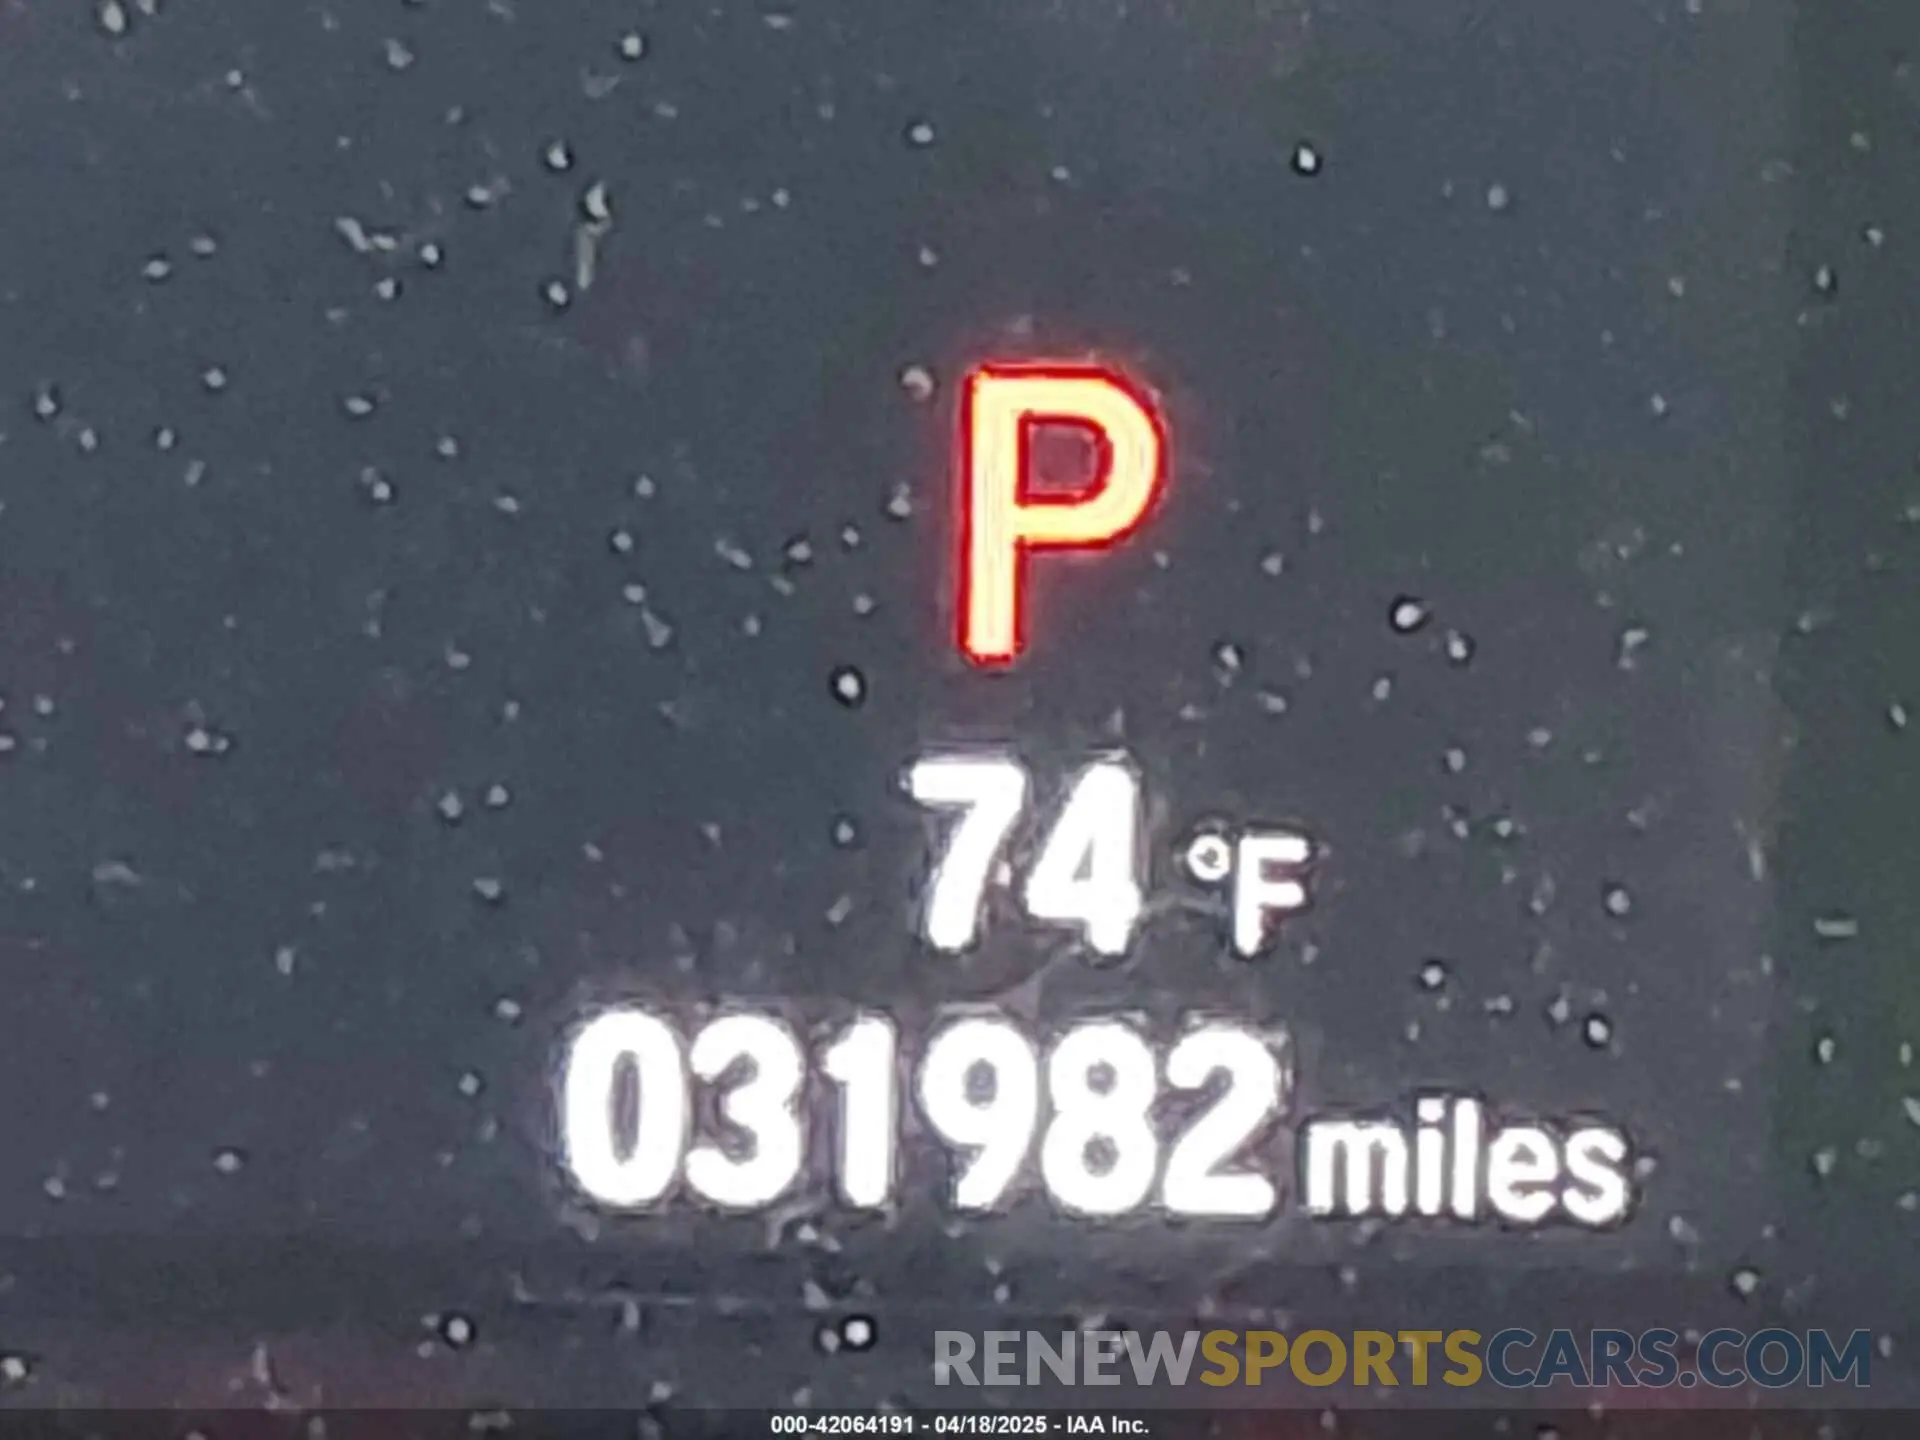 P
74 °F
031982 miles
RENEWSPORTSCARS.COM
000-42064191 - 04/18/2025 - IAA Inc.